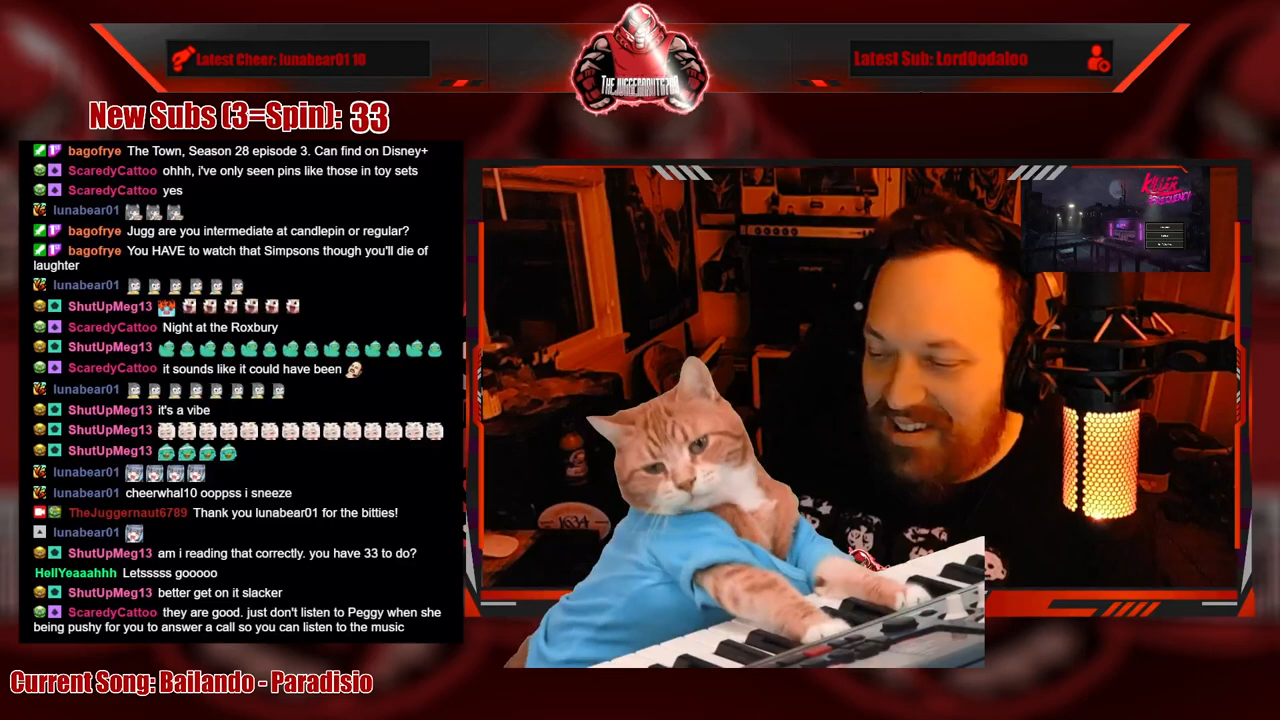 Latest Cheer: lunabear01 10
THEJUGGERNAUT6789
Latest Sub: LordOodaloo
New Subs (3=Spin): 33
bagofrye The Town, Season 28 episode 3. Can find on Disney+
ScaredyCattoo ohhh, i've only seen pins like those in toy sets
ScaredyCattoo yes
lunabear01
bagofrye Jugg are you intermediate at candlepin or regular?
bagofrye You HAVE to watch that Simpsons though you'll die of
laughter
lunabear01
ShutUpMeg13
ScaredyCattoo Night at the Roxbury
ShutUpMeg13
ScaredyCattoo it sounds like it could have been
lunabear01
ShutUpMeg13 it's a vibe
ShutUpMeg13
ShutUpMeg13
lunabear01
lunabear01 cheerwhal10 ooppss i sneeze
TheJuggernaut6789 Thank you lunabear01 for the bitties!
lunabear01
ShutUpMeg13 am i reading that correctly. you have 33 to do?
HellYeaaahhh Letsssss gooooo
ShutUpMeg13 better get on it slacker
ScaredyCattoo they are good. just don't listen to Peggy when she
being pushy for you to answer a call so you can listen to the music
KILLER
FREQUENCY
1634
Current Song: Bailando - Paradisio